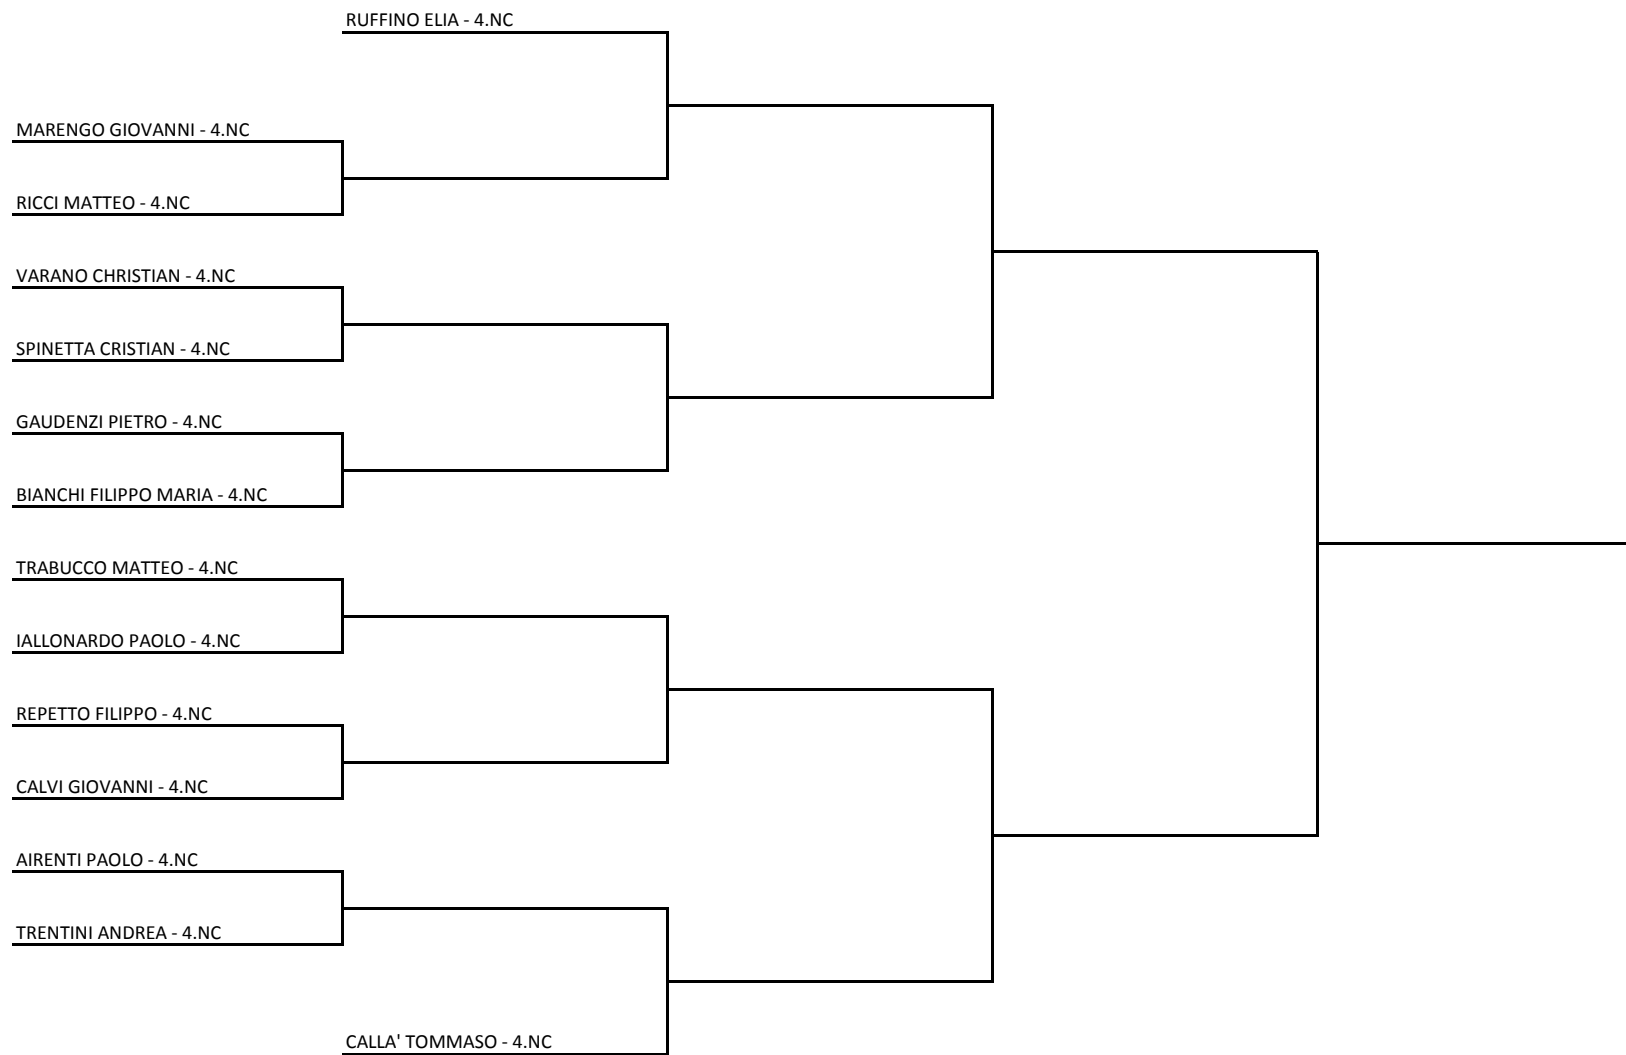 RUFFINO ELIA - 4.NC
MARENGO GIOVANNI - 4.NC
RICCI MATTEO - 4.NC
VARANO CHRISTIAN - 4.NC
SPINETTA CRISTIAN - 4.NC
GAUDENZI PIETRO - 4.NC
BIANCHI FILIPPO MARIA - 4.NC
TRABUCCO MATTEO - 4.NC
IALLONARDO PAOLO - 4.NC
REPETTO FILIPPO - 4.NC
CALVI GIOVANNI - 4.NC
AIRENTI PAOLO - 4.NC
TRENTINI ANDREA - 4.NC
CALLA' TOMMASO - 4.NC